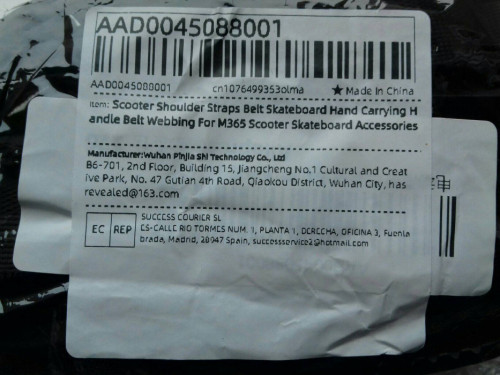 AAD0045088001
AAD0045088001 cn1076499353olma ★Made In China
Item: Scooter Shoulder Straps Belt Skateboard Hand Carrying H
andle Belt Webbing For M365 Scooter Skateboard Accessories
Manufacturer:Wuhan Pinjia Shi Technology Co., Ltd
B6-701, 2nd Floor, Building 15, Jiangcheng No.1 Cultural and Creat
ive Park, No. 47 Gutian 4th Road, Qiaokou District, Wuhan City, has
revealed@163.com
EC REP
SUCCESS COURIER SL
ES-CALLE RIO TORMES NUM. 1, PLANTA 1, DERECHA, OFICINA 3, Fuenla
brada, Madrid, 28947 Spain, successservice2@hotmail.com